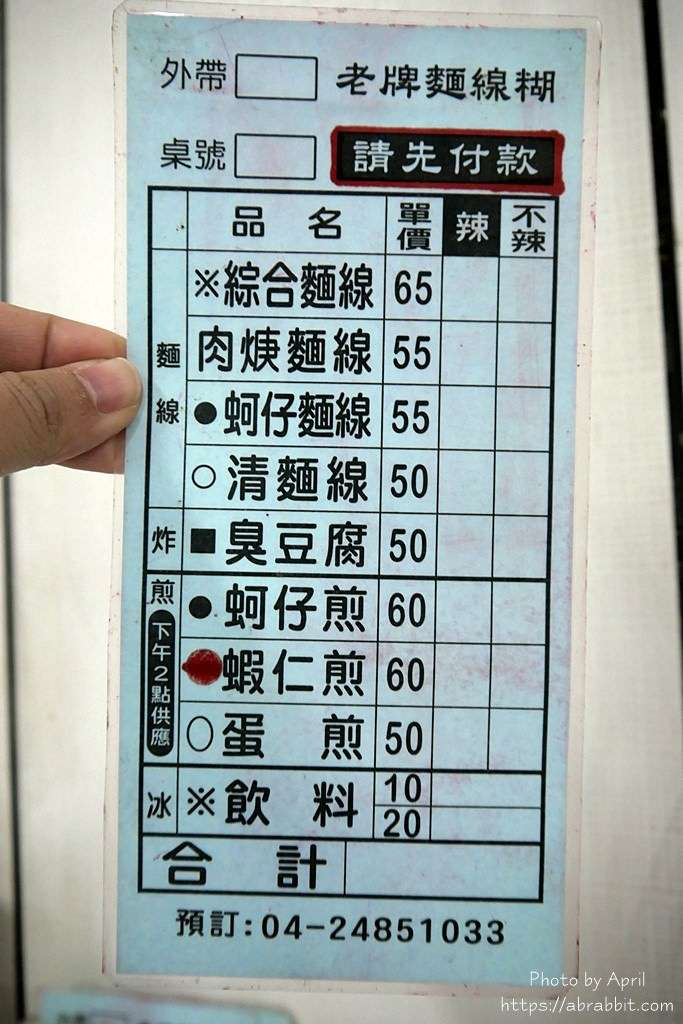 外帶 老牌麵線糊
桌號 請先付款
品名 單價 辣 不辣
麵線
※綜合麵線 65
肉焿麵線 55
●蚵仔麵線 55
○清麵線 50
炸 ■臭豆腐 50
煎 下午2點供應
●蚵仔煎 60
●蝦仁煎 60
○蛋煎 50
冰 ※飲料 10 20
合計
預訂:04-24851033
Photo by April
https://abrabbit.com